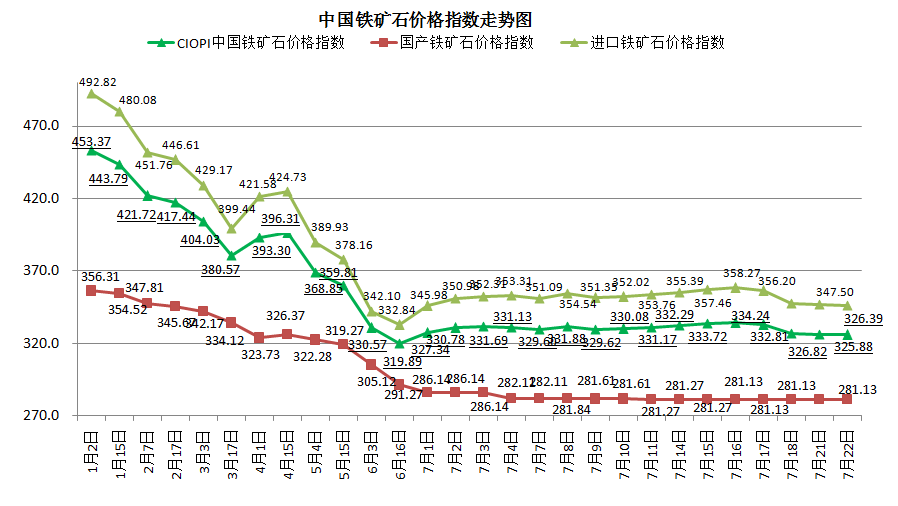 中国铁矿石价格指数走势图
CIOPI中国铁矿石价格指数 国产铁矿石价格指数 进口铁矿石价格指数
470.0
420.0
370.0
320.0
270.0
492.82
480.08
451.76
446.61
429.17
399.44
421.58
424.73
389.93
378.16
342.10
332.84
345.98
350.98
352.31
353.31
351.09
354.54
351.35
352.02
353.76
355.39
357.46
358.27
356.20
347.50
453.37
443.79
421.72
417.44
404.03
380.57
393.30
396.31
368.85
359.81
330.57
319.89
327.34
330.78
331.69
331.13
331.88
329.62
330.08
331.17
332.29
333.72
334.24
332.81
326.82
326.39
325.88
356.31
354.52
347.81
342.17
334.12
323.73
326.37
322.28
319.27
305.12
291.27
286.14
286.14
286.14
282.11
282.11
281.84
281.61
281.61
281.27
281.27
281.27
281.13
281.13
281.13
281.13
1月2日
1月15日
2月7日
2月17日
3月3日
3月17日
4月1日
4月15日
5月4日
5月15日
6月3日
6月16日
7月1日
7月2日
7月3日
7月4日
7月7日
7月8日
7月9日
7月10日
7月11日
7月14日
7月15日
7月16日
7月17日
7月18日
7月21日
7月22日